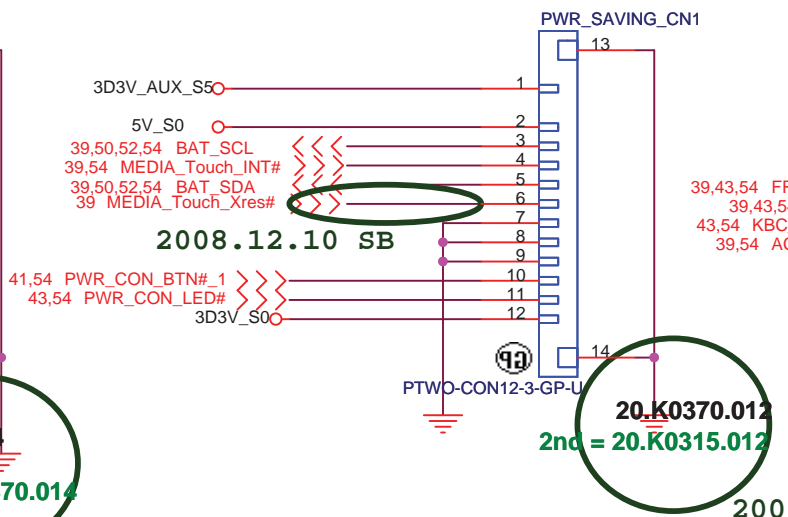 PWR_SAVING_CN1
13
3D3V_AUX_S5
1
5V_S0
2
39,50,52,54 BAT_SCL
3
39,54 MEDIA_Touch_INT#
4
39,50,52,54 BAT_SDA
5
39 MEDIA_Touch_Xres#
6
7
2008.12.10 SB
8
9
41,54 PWR_CON_BTN#_1
10
43,54 PWR_CON_LED#
11
3D3V_S0
12
GP
14
PTWO-CON12-3-GP-U
20.K0370.012
2nd = 20.K0315.012
39,43,54
39,43,5
43,54 KBC
39,54
70.014
200